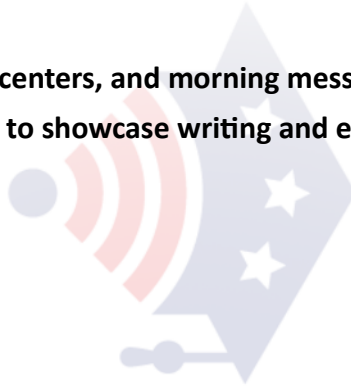 centers, and morning mess
to showcase writing and e